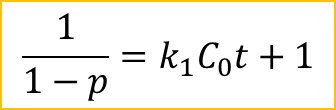 1/(1 − p) = k₁C₀t + 1